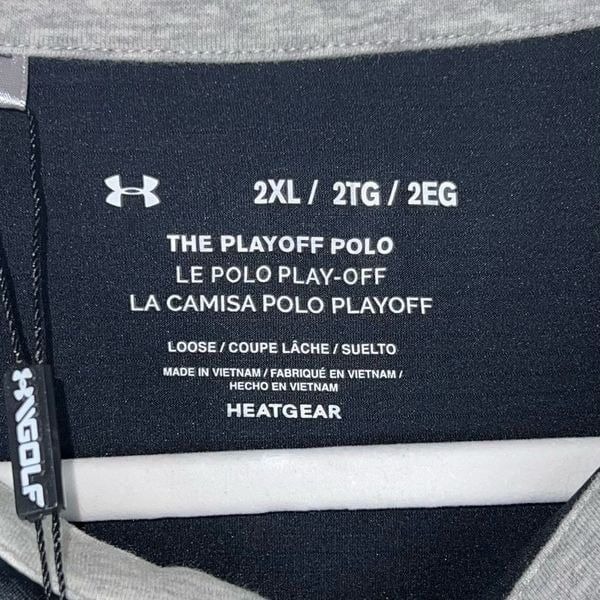 2XL / 2TG / 2EG
THE PLAYOFF POLO
LE POLO PLAY-OFF
LA CAMISA POLO PLAYOFF
LOOSE / COUPE LÂCHE / SUELTO
MADE IN VIETNAM / FABRIQUÉ EN VIETNAM /
HECHO EN VIETNAM
HEATGEAR
GOLF